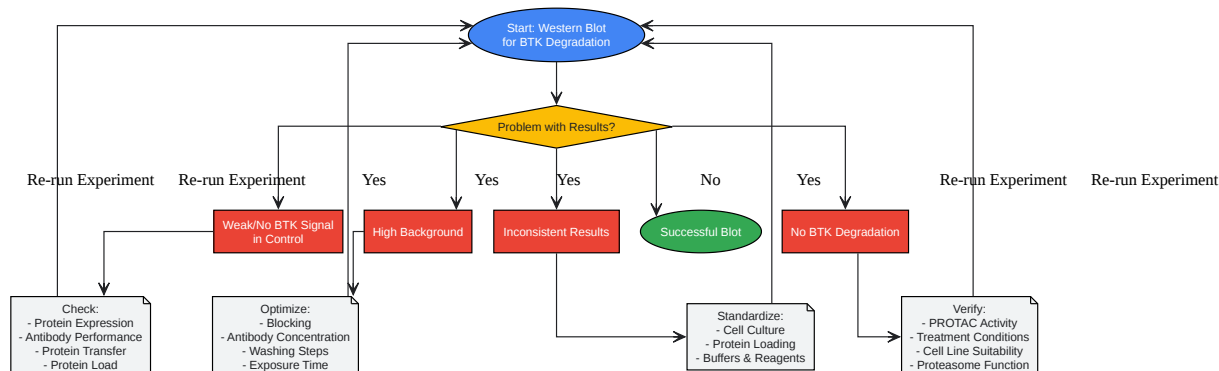 Start: Western Blot
for BTK Degradation
Problem with Results?
Re-run Experiment
Re-run Experiment
Yes
Yes
Yes
No
Yes
Re-run Experiment
Re-run Experiment
Weak/No BTK Signal
in Control
High Background
Inconsistent Results
Successful Blot
No BTK Degradation
Check:
- Protein Expression
- Antibody Performance
- Protein Transfer
- Protein Load
Optimize:
- Blocking
- Antibody Concentration
- Washing Steps
- Exposure Time
Standardize:
- Cell Culture
- Protein Loading
- Buffers & Reagents
Verify:
- PROTAC Activity
- Treatment Conditions
- Cell Line Suitability
- Proteasome Function